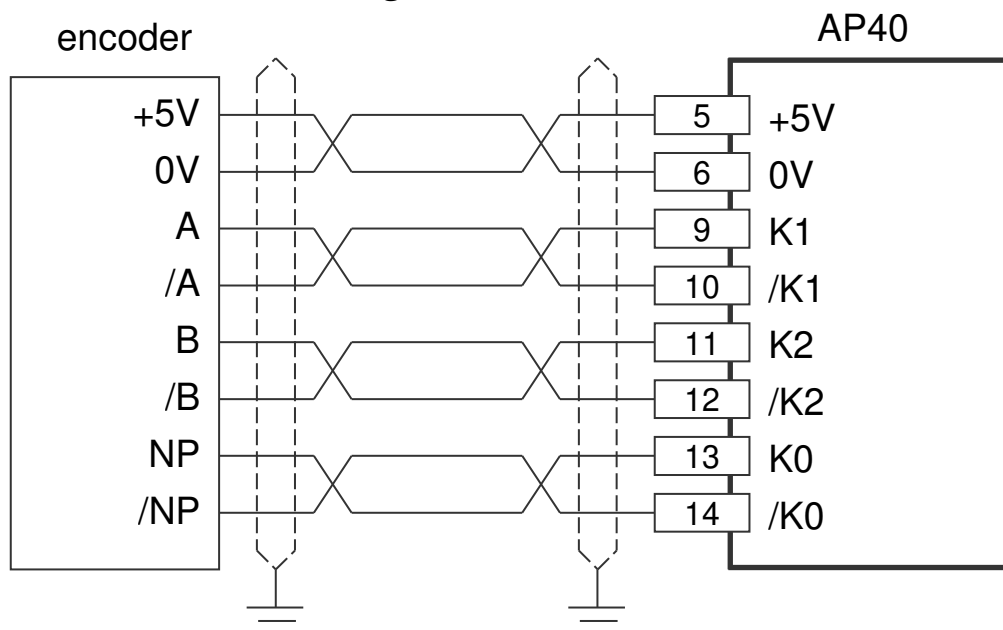 encoder
AP40
+5V 5 +5V
0V 6 0V
A 9 K1
/A 10 /K1
B 11 K2
/B 12 /K2
NP 13 K0
/NP 14 /K0